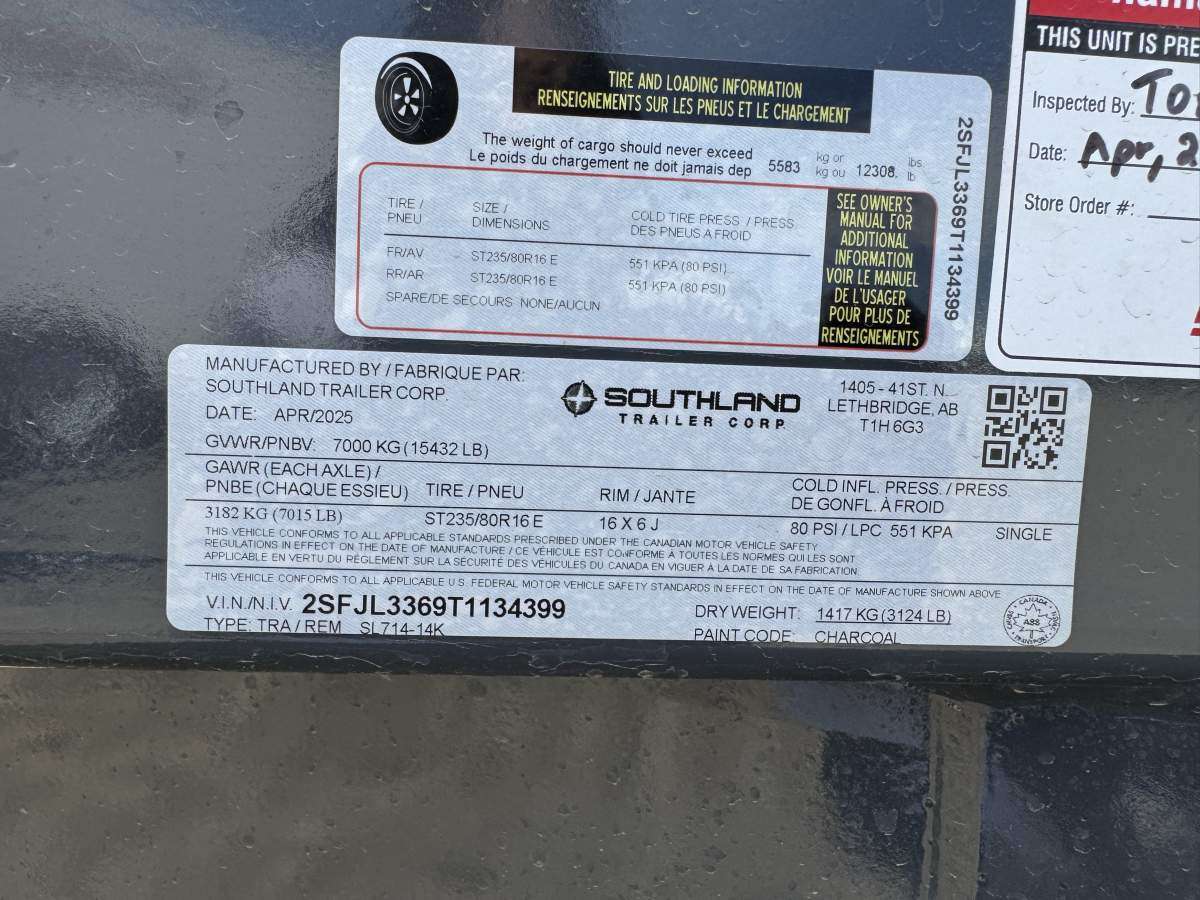 TIRE AND LOADING INFORMATION
RENSEIGNEMENTS SUR LES PNEUS ET LE CHARGEMENT
The weight of cargo should never exceed
Le poids du chargement ne doit jamais dep 5583 kg or kg ou 12308. lbs. lb
TIRE / PNEU SIZE / DIMENSIONS COLD TIRE PRESS / PRESS DES PNEUS A FROID
FR/AV ST235/80R16 E 551 KPA (80 PSI)
RR/AR ST235/80R16 E 551 KPA (80 PSI)
SPARE/DE SECOURS NONE/AUCUN
SEE OWNER'S
MANUAL FOR
ADDITIONAL
INFORMATION
VOIR LE MANUEL
DE L'USAGER
POUR PLUS DE
RENSEIGNEMENTS
2SFJL3369T1134399
THIS UNIT IS PRE
Inspected By:
Date: Apr, 2
Store Order #:
MANUFACTURED BY / FABRIQUE PAR:
SOUTHLAND TRAILER CORP.
DATE: APR/2025
GVWR/PNBV: 7000 KG (15432 LB)
SOUTHLAND
TRAILER CORP.
1405 - 41ST. N.
LETHBRIDGE, AB
T1H 6G3
GAWR (EACH AXLE) /
PNBE (CHAQUE ESSIEU) TIRE / PNEU RIM / JANTE COLD INFL. PRESS. / PRESS. DE GONFL. À FROID
3182 KG (7015 LB) ST235/80R16 E 16 X 6 J 80 PSI / LPC 551 KPA SINGLE
THIS VEHICLE CONFORMS TO ALL APPLICABLE STANDARDS PRESCRIBED UNDER THE CANADIAN MOTOR VEHICLE SAFETY
REGULATIONS IN EFFECT ON THE DATE OF MANUFACTURE / CE VÉHICULE EST CONFORME À TOUTES LES NORMES QUI LES SONT
APPLICABLE EN VERTU DU RÉGLEMENT SUR LA SECURITÉ DES VÉHICULES DU CANADA EN VIGUER À LA DATE DE SA FABRICATION.
THIS VEHICLE CONFORMS TO ALL APPLICABLE U.S. FEDERAL MOTOR VEHICLE SAFETY STANDARDS IN EFFECT ON THE DATE OF MANUFACTURE SHOWN ABOVE
V.I.N./N.I.V. 2SFJL3369T1134399 DRY WEIGHT: 1417 KG (3124 LB)
TYPE: TRA / REM SL714-14K PAINT CODE: CHARCOAL
CANADA
TRANSPORT